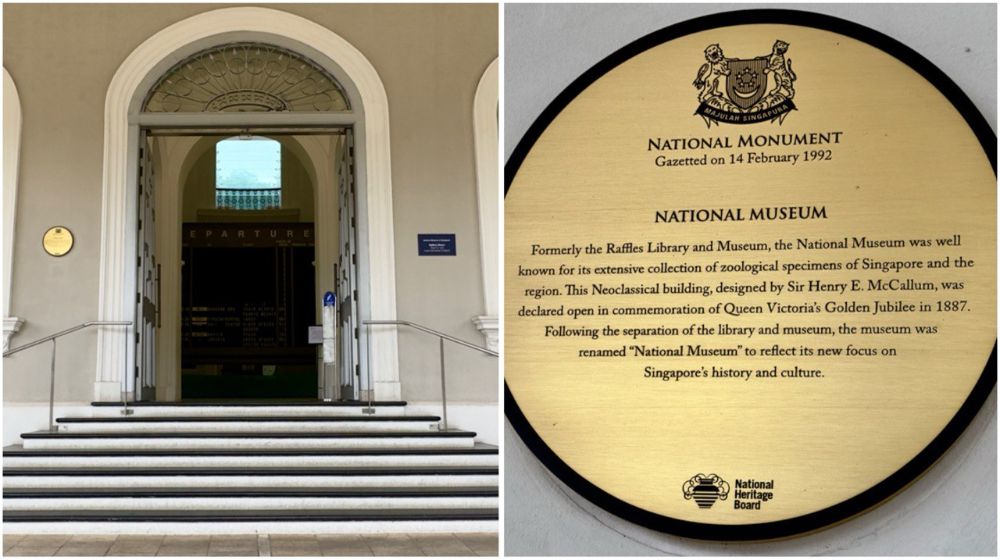 EPARTURE
MAJULAH SINGAPURA
NATIONAL MONUMENT
Gazetted on 14 February 1992
NATIONAL MUSEUM
Formerly the Raffles Library and Museum, the National Museum was well
known for its extensive collection of zoological specimens of Singapore and the
region. This Neoclassical building, designed by Sir Henry E. McCallum, was
declared open in commemoration of Queen Victoria's Golden Jubilee in 1887.
Following the separation of the library and museum, the museum was
renamed "National Museum" to reflect its new focus on
Singapore's history and culture.
National
Heritage
Board